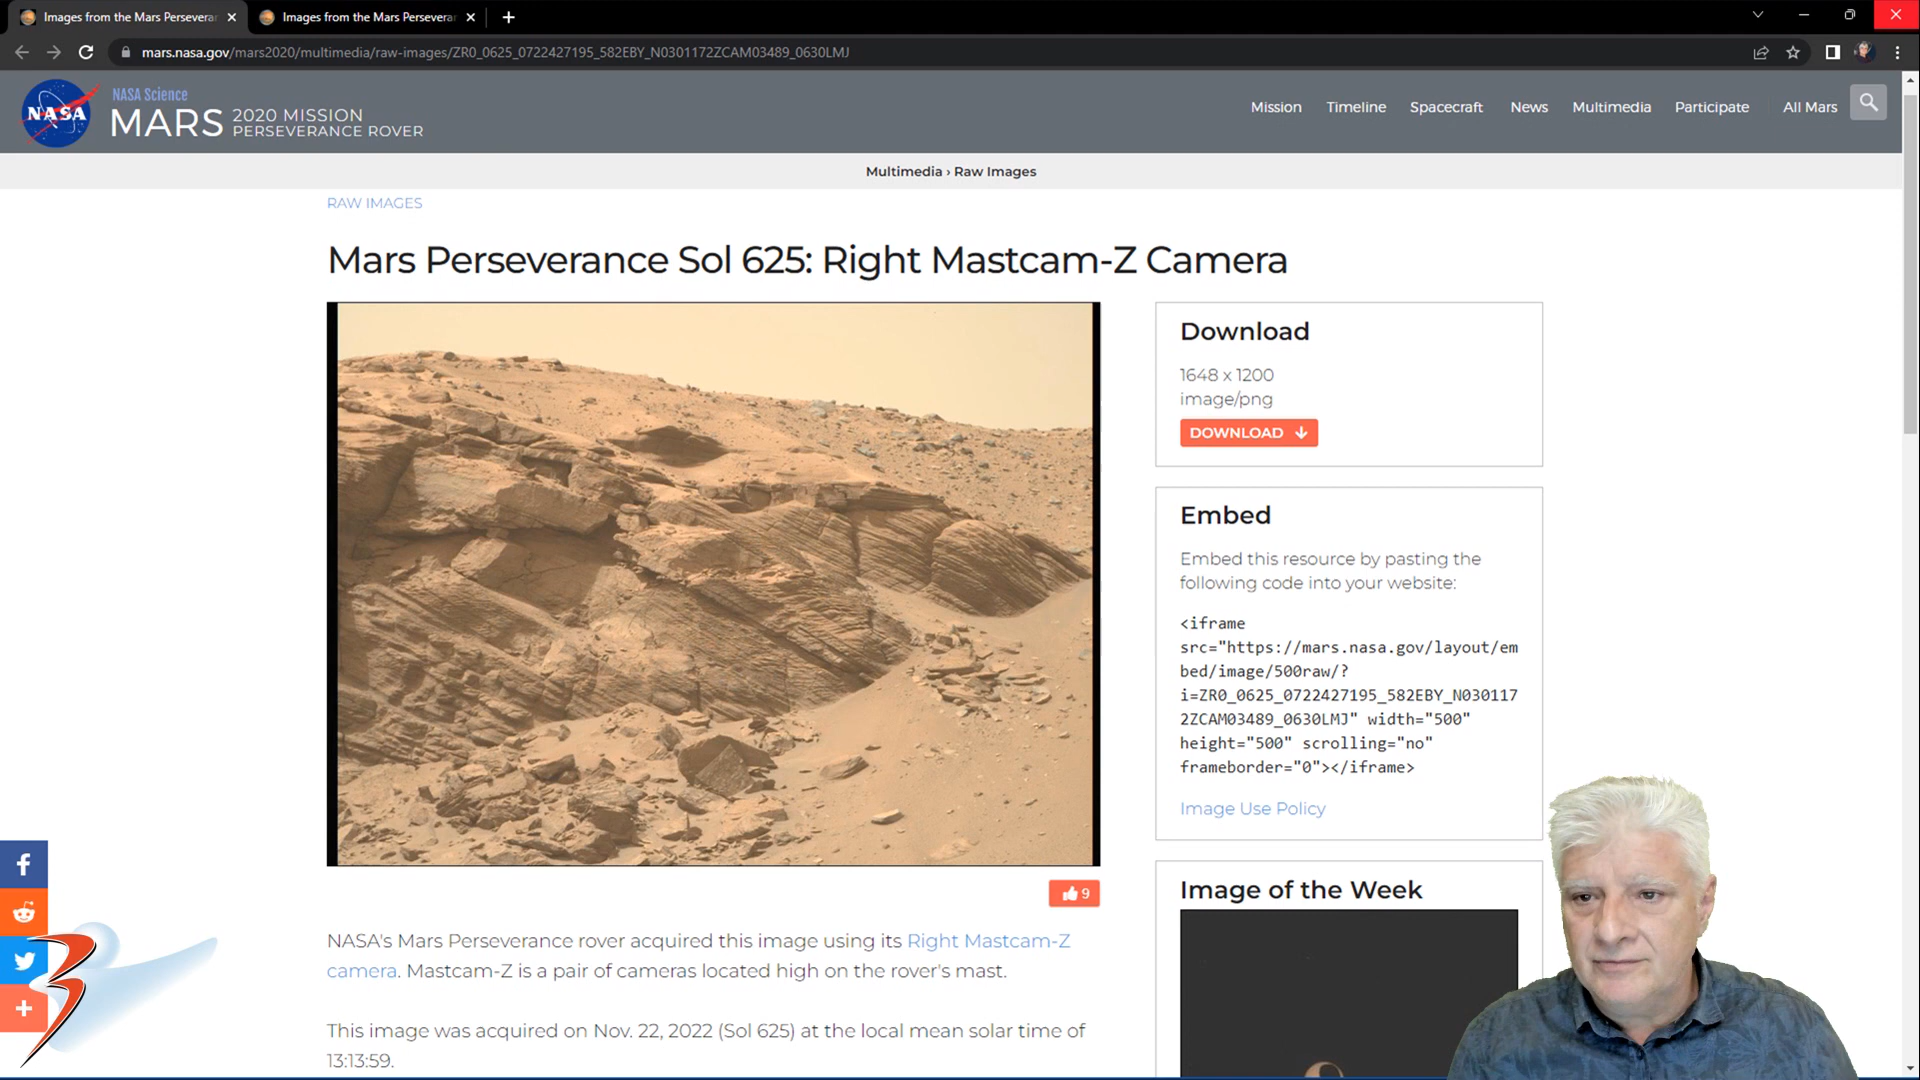 Images from the Mars Persevera
Images from the Mars Persevera
mars.nasa.gov/mars2020/multimedia/raw-images/ZR0_0625_0722427195_582EBY_N0301172ZCAM03489_0630LMJ
NASA
NASA Science
MARS
2020 MISSION
PERSEVERANCE ROVER
Mission
Timeline
Spacecraft
News
Multimedia
Participate
All Mars
Multimedia › Raw Images
RAW IMAGES
Mars Perseverance Sol 625: Right Mastcam-Z Camera
Download
1648 x 1200
image/png
DOWNLOAD
Embed
Embed this resource by pasting the
following code into your website:
<iframe
src="https://mars.nasa.gov/layout/em
bed/image/500raw/?
i=ZR0_0625_0722427195_582EBY_N030117
2ZCAM03489_0630LMJ" width="500"
height="500" scrolling="no"
frameborder="0"></iframe>
Image Use Policy
Image of the Week
9
NASA's Mars Perseverance rover acquired this image using its Right Mastcam-Z
camera. Mastcam-Z is a pair of cameras located high on the rover's mast.
This image was acquired on Nov. 22, 2022 (Sol 625) at the local mean solar time of
13:13:59.